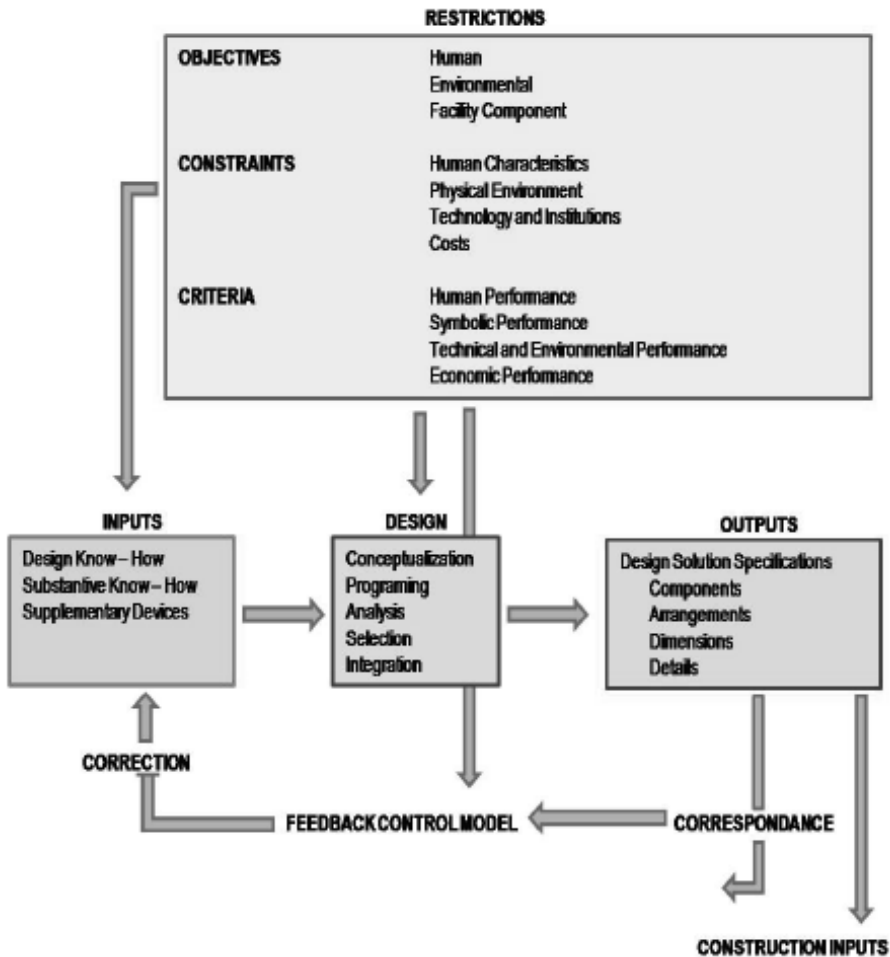 RESTRICTIONS
OBJECTIVES Human
Environmental
Facility Component
CONSTRAINTS Human Characteristics
Physical Environment
Technology and Institutions
Costs
CRITERIA Human Performance
Symbolic Performance
Technical and Environmental Performance
Economic Performance
INPUTS
Design Know – How
Substantive Know – How
Supplementary Devices
DESIGN
Conceptualization
Programing
Analysis
Selection
Integration
OUTPUTS
Design Solution Specifications
Components
Arrangements
Dimensions
Details
CORRECTION
FEEDBACK CONTROL MODEL
CORRESPONDANCE
CONSTRUCTION INPUTS